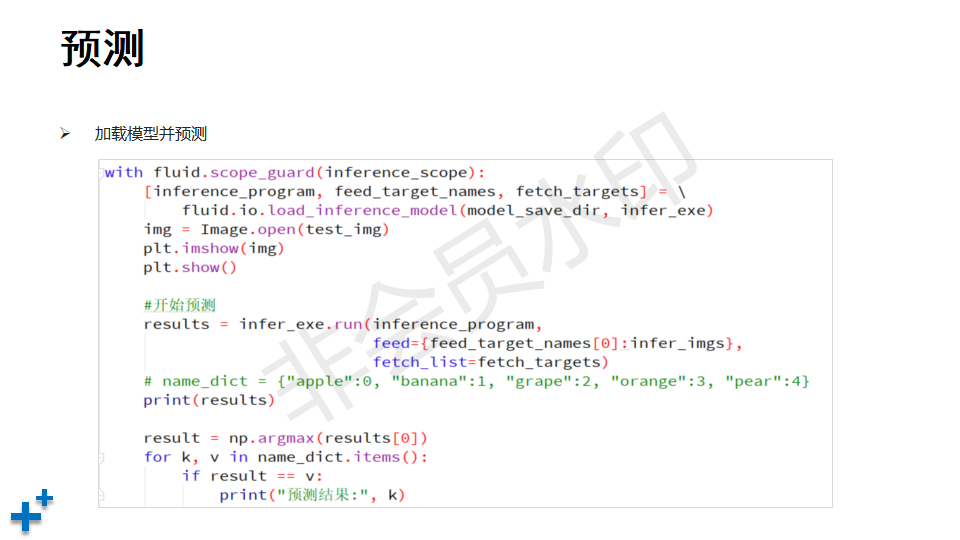 预测
加载模型并预测
with fluid.scope_guard(inference_scope):
    [inference_program, feed_target_names, fetch_targets] = \
        fluid.io.load_inference_model(model_save_dir, infer_exe)
    img = Image.open(test_img)
    plt.imshow(img)
    plt.show()
    #开始预测
    results = infer_exe.run(inference_program,
                            feed={feed_target_names[0]:infer_imgs},
                            fetch_list=fetch_targets)
    # name_dict = {"apple":0, "banana":1, "grape":2, "orange":3, "pear":4}
    print(results)
    result = np.argmax(results[0])
    for k, v in name_dict.items():
        if result == v:
            print("预测结果:", k)
非会员水印